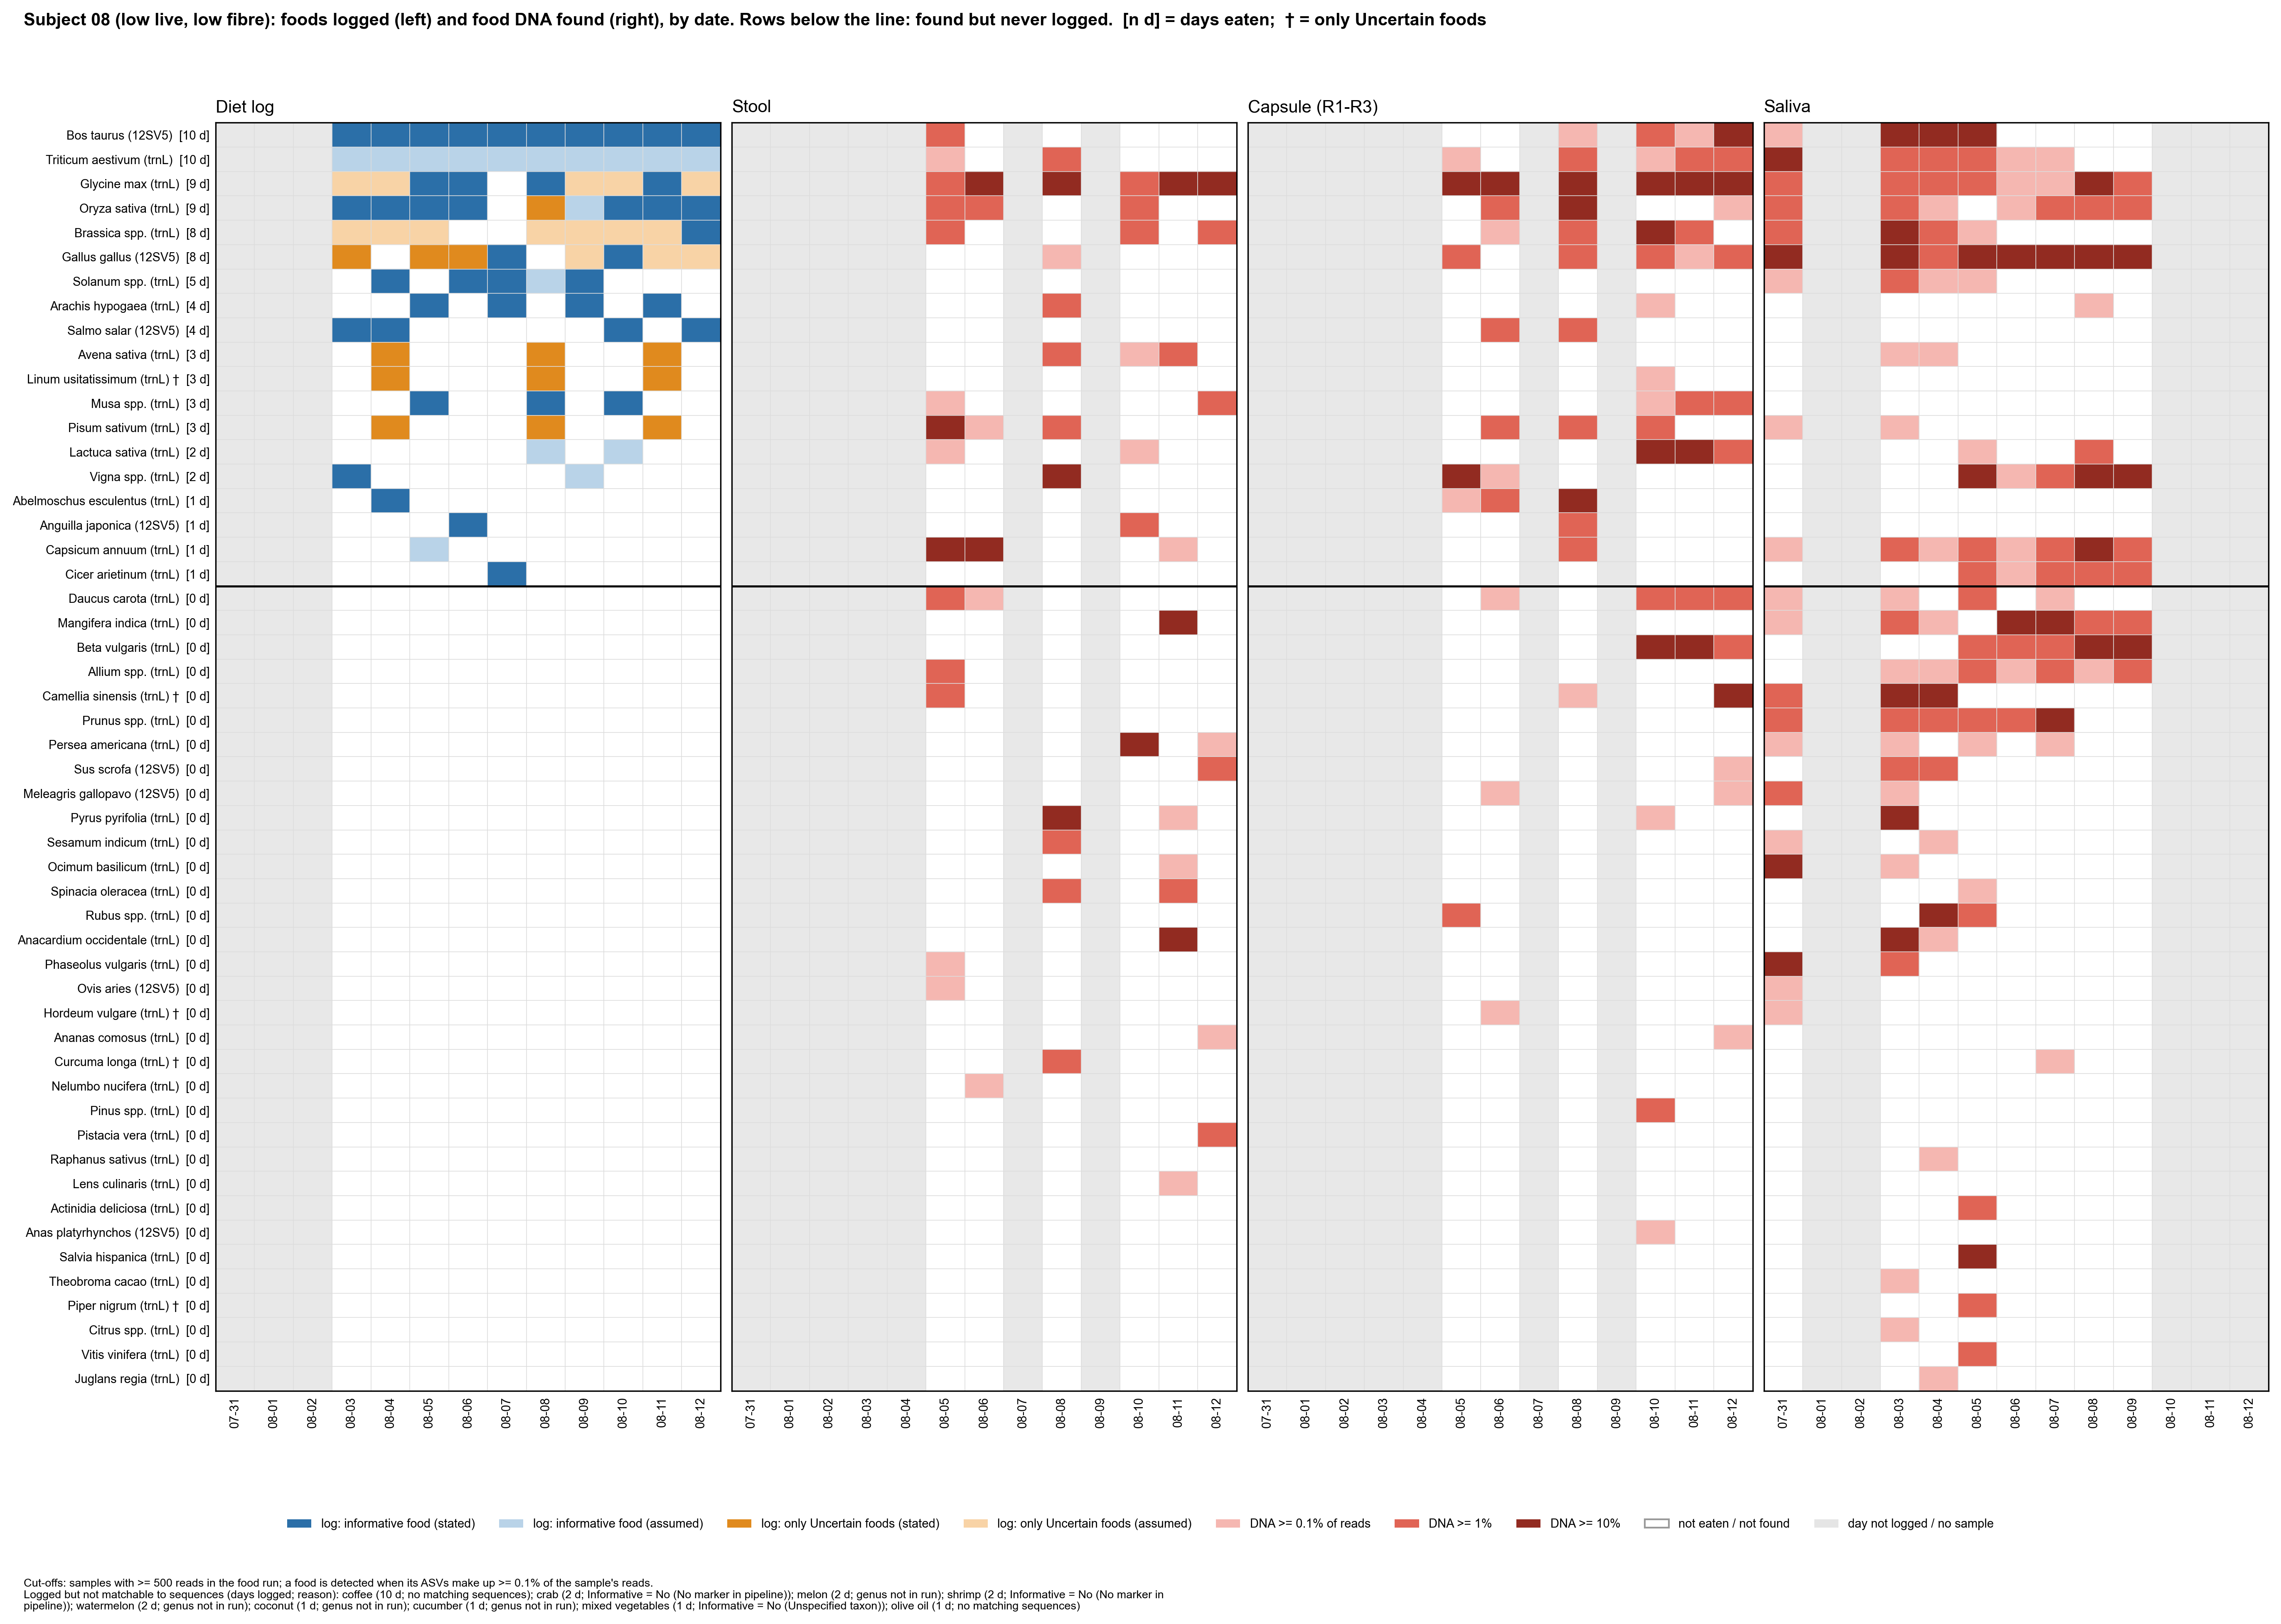 Subject 08 (low live, low fibre): foods logged (left) and food DNA found (right), by date. Rows below the line: found but never logged.  [n d] = days eaten;  † = only Uncertain foods
Diet log
Stool
Capsule (R1-R3)
Saliva
Bos taurus (12SV5)  [10 d]
Triticum aestivum (trnL)  [10 d]
Glycine max (trnL)  [9 d]
Oryza sativa (trnL)  [9 d]
Brassica spp. (trnL)  [8 d]
Gallus gallus (12SV5)  [8 d]
Solanum spp. (trnL)  [5 d]
Arachis hypogaea (trnL)  [4 d]
Salmo salar (12SV5)  [4 d]
Avena sativa (trnL)  [3 d]
Linum usitatissimum (trnL) †  [3 d]
Musa spp. (trnL)  [3 d]
Pisum sativum (trnL)  [3 d]
Lactuca sativa (trnL)  [2 d]
Vigna spp. (trnL)  [2 d]
Abelmoschus esculentus (trnL)  [1 d]
Anguilla japonica (12SV5)  [1 d]
Capsicum annuum (trnL)  [1 d]
Cicer arietinum (trnL)  [1 d]
Daucus carota (trnL)  [0 d]
Mangifera indica (trnL)  [0 d]
Beta vulgaris (trnL)  [0 d]
Allium spp. (trnL)  [0 d]
Camellia sinensis (trnL) †  [0 d]
Prunus spp. (trnL)  [0 d]
Persea americana (trnL)  [0 d]
Sus scrofa (12SV5)  [0 d]
Meleagris gallopavo (12SV5)  [0 d]
Pyrus pyrifolia (trnL)  [0 d]
Sesamum indicum (trnL)  [0 d]
Ocimum basilicum (trnL)  [0 d]
Spinacia oleracea (trnL)  [0 d]
Rubus spp. (trnL)  [0 d]
Anacardium occidentale (trnL)  [0 d]
Phaseolus vulgaris (trnL)  [0 d]
Ovis aries (12SV5)  [0 d]
Hordeum vulgare (trnL) †  [0 d]
Ananas comosus (trnL)  [0 d]
Curcuma longa (trnL) †  [0 d]
Nelumbo nucifera (trnL)  [0 d]
Pinus spp. (trnL)  [0 d]
Pistacia vera (trnL)  [0 d]
Raphanus sativus (trnL)  [0 d]
Lens culinaris (trnL)  [0 d]
Actinidia deliciosa (trnL)  [0 d]
Anas platyrhynchos (12SV5)  [0 d]
Salvia hispanica (trnL)  [0 d]
Theobroma cacao (trnL)  [0 d]
Piper nigrum (trnL) †  [0 d]
Citrus spp. (trnL)  [0 d]
Vitis vinifera (trnL)  [0 d]
Juglans regia (trnL)  [0 d]
07-31 08-01 08-02 08-03 08-04 08-05 08-06 08-07 08-08 08-09 08-10 08-11 08-12
07-31 08-01 08-02 08-03 08-04 08-05 08-06 08-07 08-08 08-09 08-10 08-11 08-12
07-31 08-01 08-02 08-03 08-04 08-05 08-06 08-07 08-08 08-09 08-10 08-11 08-12
07-31 08-01 08-02 08-03 08-04 08-05 08-06 08-07 08-08 08-09 08-10 08-11 08-12
log: informative food (stated)
log: informative food (assumed)
log: only Uncertain foods (stated)
log: only Uncertain foods (assumed)
DNA >= 0.1% of reads
DNA >= 1%
DNA >= 10%
not eaten / not found
day not logged / no sample
Cut-offs: samples with >= 500 reads in the food run; a food is detected when its ASVs make up >= 0.1% of the sample's reads.
Logged but not matchable to sequences (days logged; reason): coffee (10 d; no matching sequences); crab (2 d; Informative = No (No marker in pipeline)); melon (2 d; genus not in run); shrimp (2 d; Informative = No (No marker in
pipeline)); watermelon (2 d; genus not in run); coconut (1 d; genus not in run); cucumber (1 d; genus not in run); mixed vegetables (1 d; Informative = No (Unspecified taxon)); olive oil (1 d; no matching sequences)